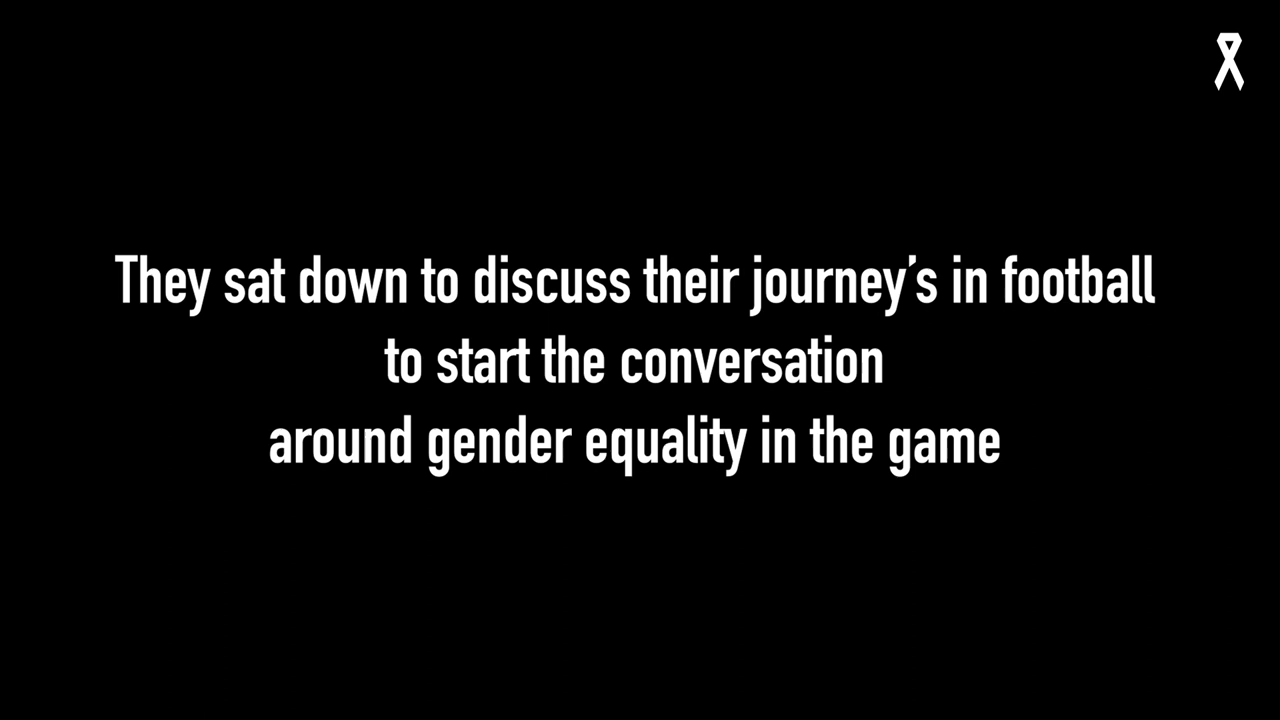 They sat down to discuss their journey’s in football
to start the conversation
around gender equality in the game